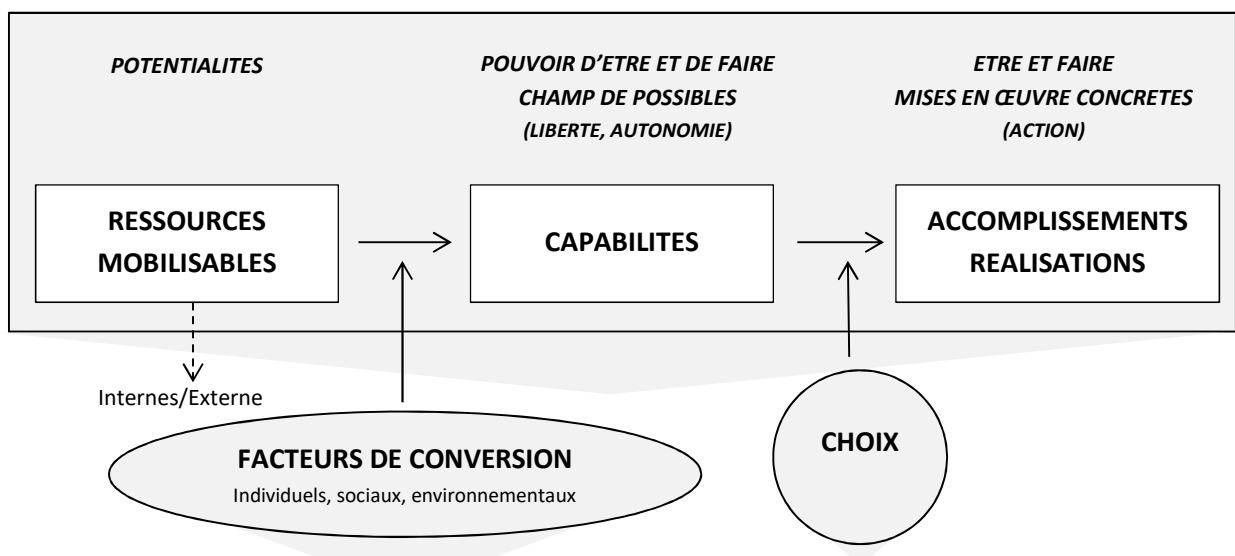 POTENTIALITES
POUVOIR D'ETRE ET DE FAIRE
CHAMP DE POSSIBLES
(LIBERTE, AUTONOMIE)
ETRE ET FAIRE
MISES EN ŒUVRE CONCRETES
(ACTION)
RESSOURCES
MOBILISABLES
CAPABILITES
ACCOMPLISSEMENTS
REALISATIONS
Internes/Externe
FACTEURS DE CONVERSION
Individuels, sociaux, environnementaux
CHOIX